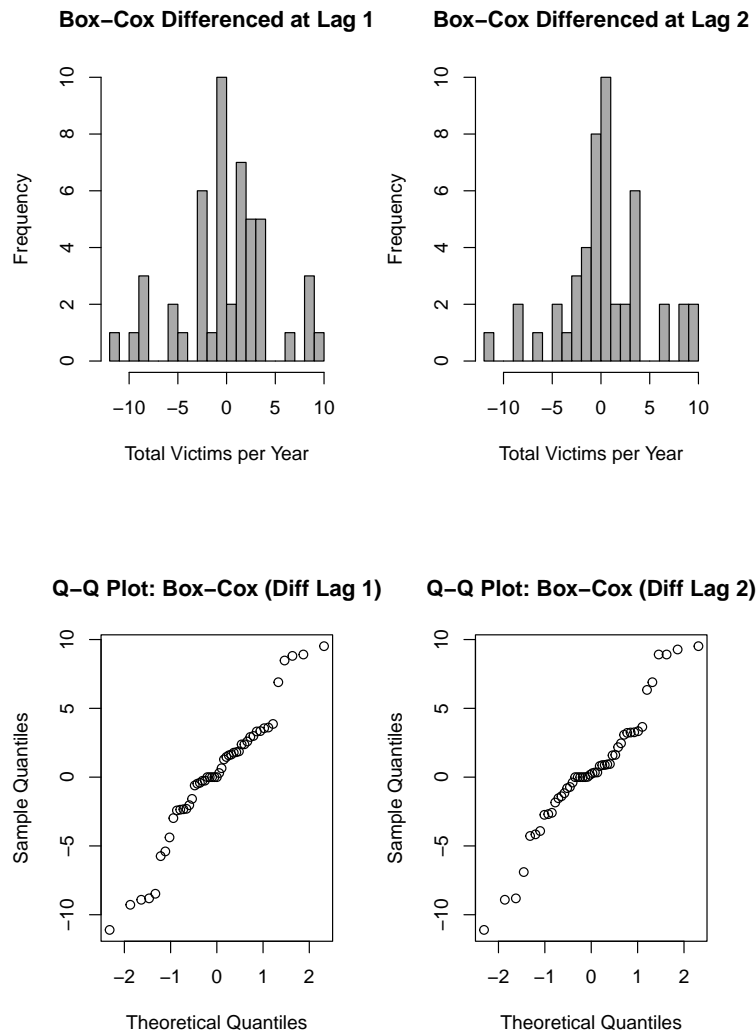 Box−Cox Differenced at Lag 1
Box−Cox Differenced at Lag 2
Frequency
0 2 4 6 8 10
−10 −5 0 5 10
Total Victims per Year
Frequency
0 2 4 6 8 10
−10 −5 0 5 10
Total Victims per Year
Q−Q Plot: Box−Cox (Diff Lag 1)
Q−Q Plot: Box−Cox (Diff Lag 2)
Sample Quantiles
−10 −5 0 5 10
−2 −1 0 1 2
Theoretical Quantiles
Sample Quantiles
−10 −5 0 5 10
−2 −1 0 1 2
Theoretical Quantiles